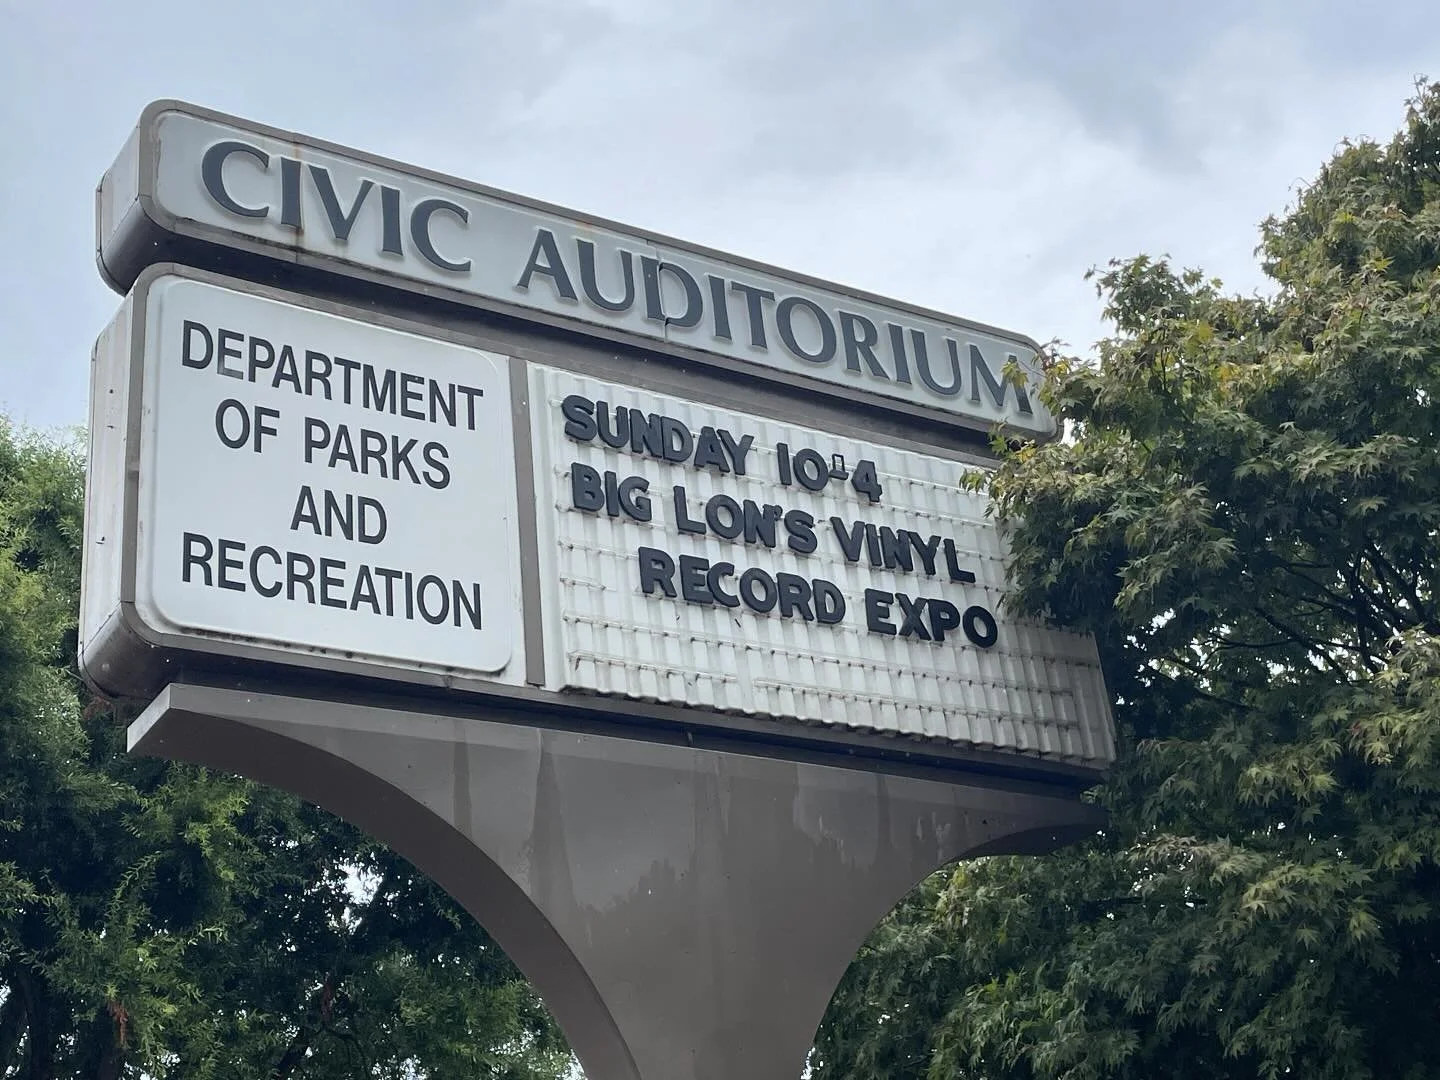 CIVIC AUDITORIUM
DEPARTMENT
OF PARKS
AND
RECREATION
SUNDAY 10-4
BIG LON'S VINYL
RECORD EXPO